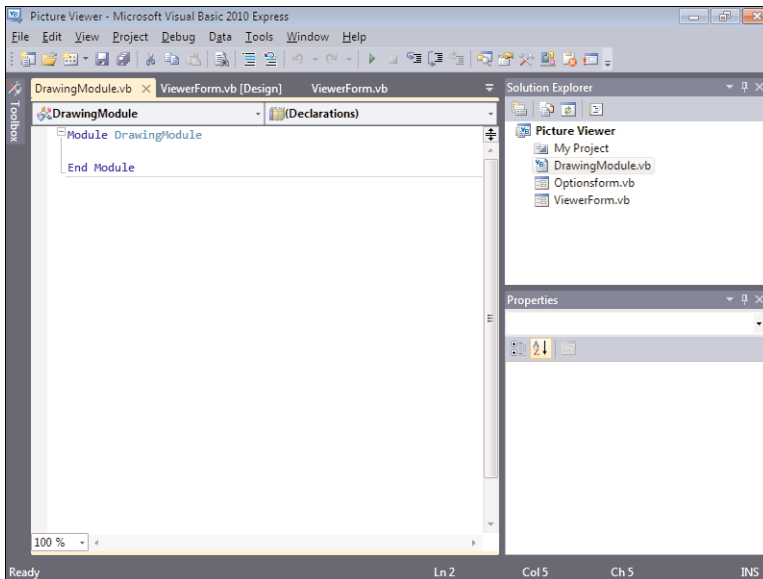 Picture Viewer - Microsoft Visual Basic 2010 Express
File Edit View Project Debug Data Tools Window Help
DrawingModule.vb ViewerForm.vb [Design] ViewerForm.vb
Toolbox
DrawingModule (Declarations)
Module DrawingModule
End Module
100 %
Solution Explorer
Picture Viewer
My Project
DrawingModule.vb
Optionsform.vb
ViewerForm.vb
Properties
Ready Ln 2 Col 5 Ch 5 INS